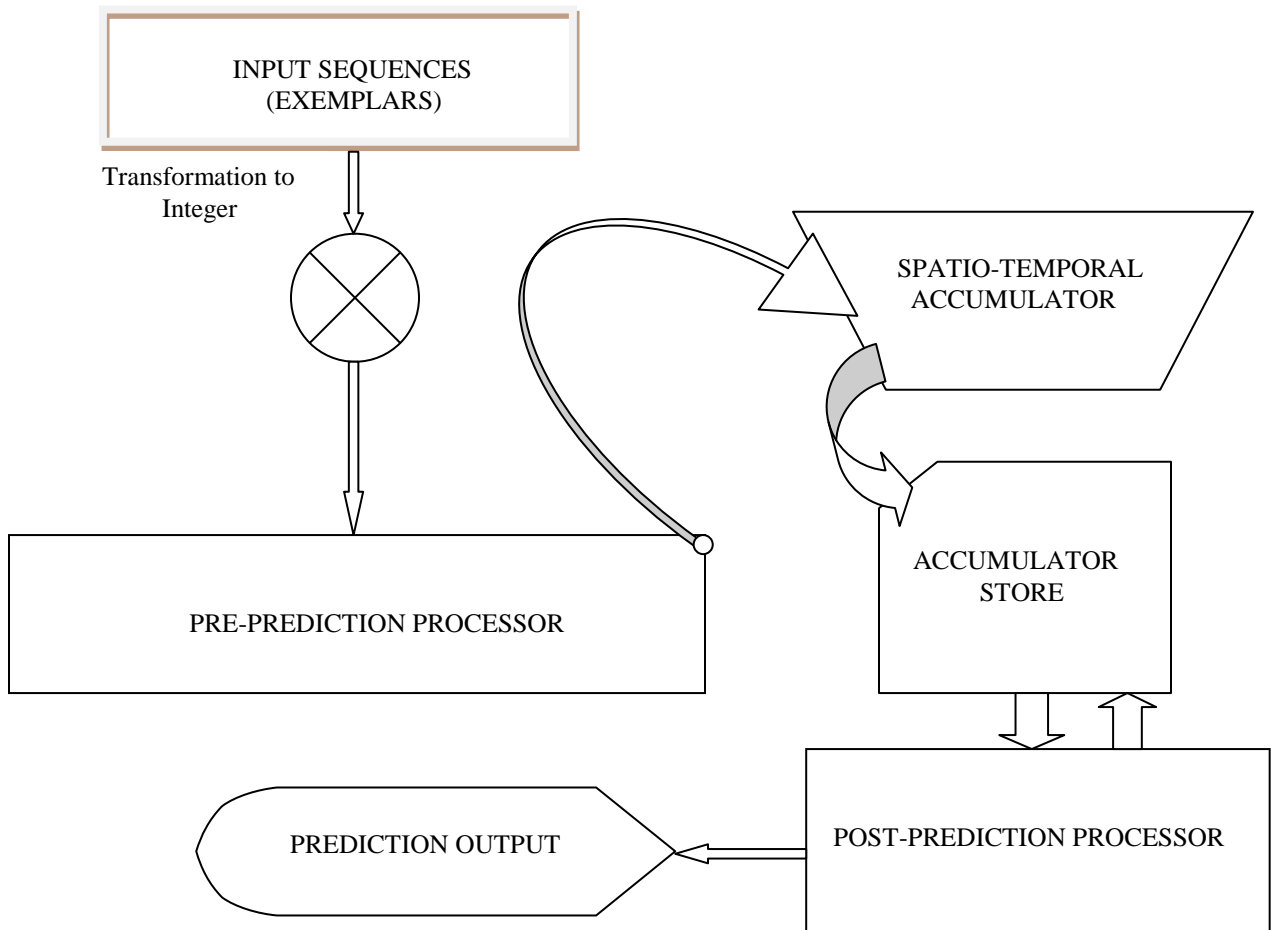 INPUT SEQUENCES
(EXEMPLARS)
Transformation to
Integer
SPATIO-TEMPORAL
ACCUMULATOR
ACCUMULATOR
STORE
PRE-PREDICTION PROCESSOR
POST-PREDICTION PROCESSOR
PREDICTION OUTPUT